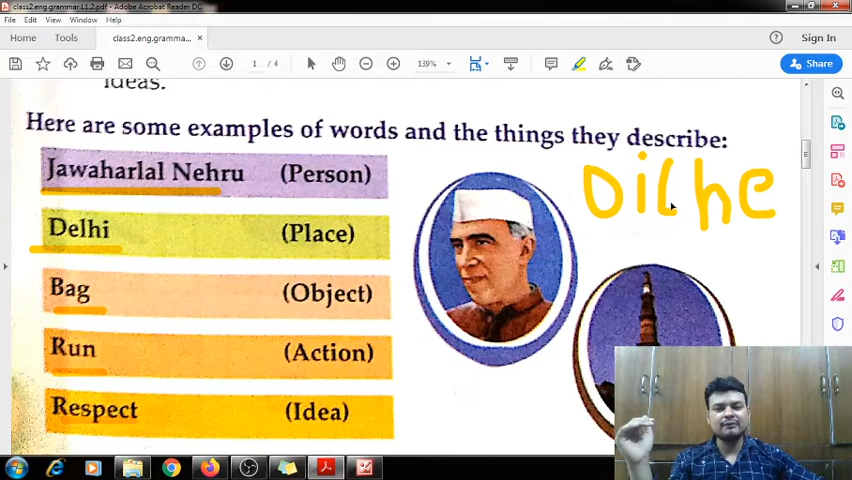 class2.eng.grammar.L1.2.pdf - Adobe Acrobat Reader DC
File Edit View Window Help
Home Tools class2.eng.gramma... × Sign In
1 / 4 139% Share
ideas.
Here are some examples of words and the things they describe:
Jawaharlal Nehru (Person)
Delhi (Place)
Bag (Object)
Run (Action)
Respect (Idea)
Dilhe